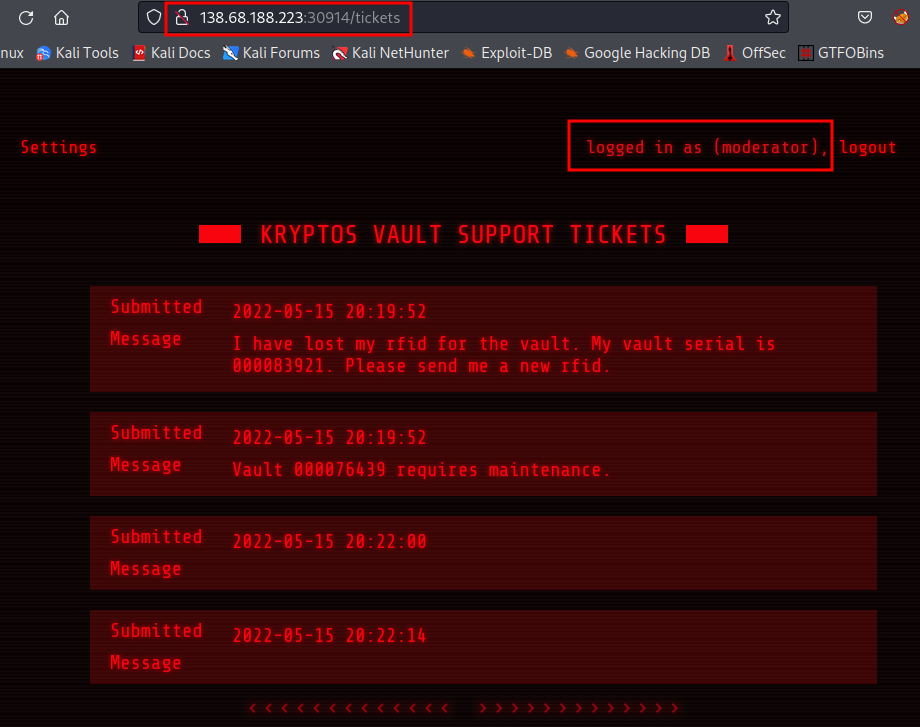 138.68.188.223:30914/tickets
nux Kali Tools Kali Docs Kali Forums Kali NetHunter Exploit-DB Google Hacking DB OffSec GTFOBins
Settings logged in as (moderator), logout
KRYPTOS VAULT SUPPORT TICKETS
Submitted 2022-05-15 20:19:52
Message I have lost my rfid for the vault. My vault serial is
000083921. Please send me a new rfid.
Submitted 2022-05-15 20:19:52
Message Vault 000076439 requires maintenance.
Submitted 2022-05-15 20:22:00
Message
Submitted 2022-05-15 20:22:14
Message
<<<<<<<<<<<<< >>>>>>>>>>>>>